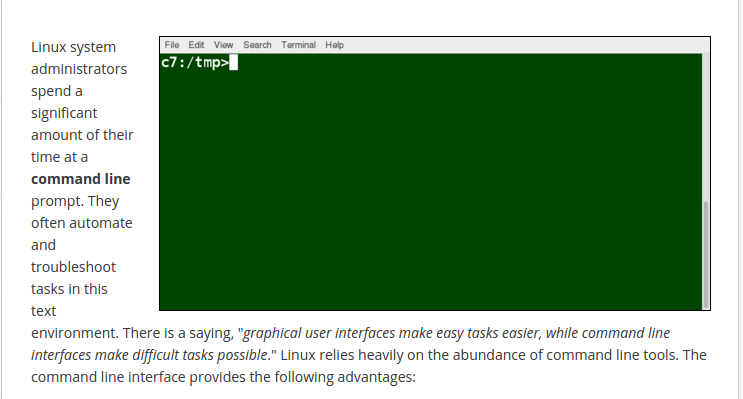 Linux system
administrators
spend a
significant
amount of their
time at a
command line
prompt. They
often automate
and
troubleshoot
tasks in this
text
File Edit View Search Terminal Help
c7:/tmp>
environment. There is a saying, "graphical user interfaces make easy tasks easier, while command line
interfaces make difficult tasks possible." Linux relies heavily on the abundance of command line tools. The
command line interface provides the following advantages: